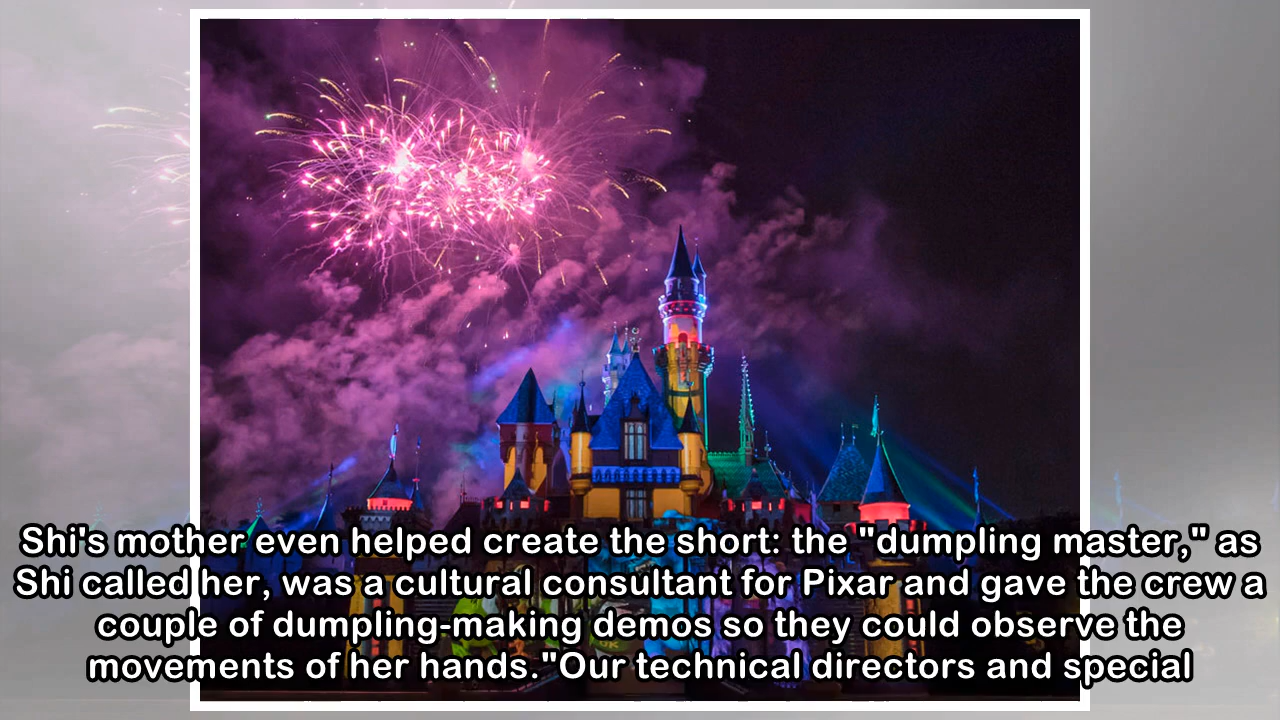 Shi's mother even helped create the short: the "dumpling master," as
Shi called her, was a cultural consultant for Pixar and gave the crew a
couple of dumpling-making demos so they could observe the
movements of her hands."Our technical directors and special